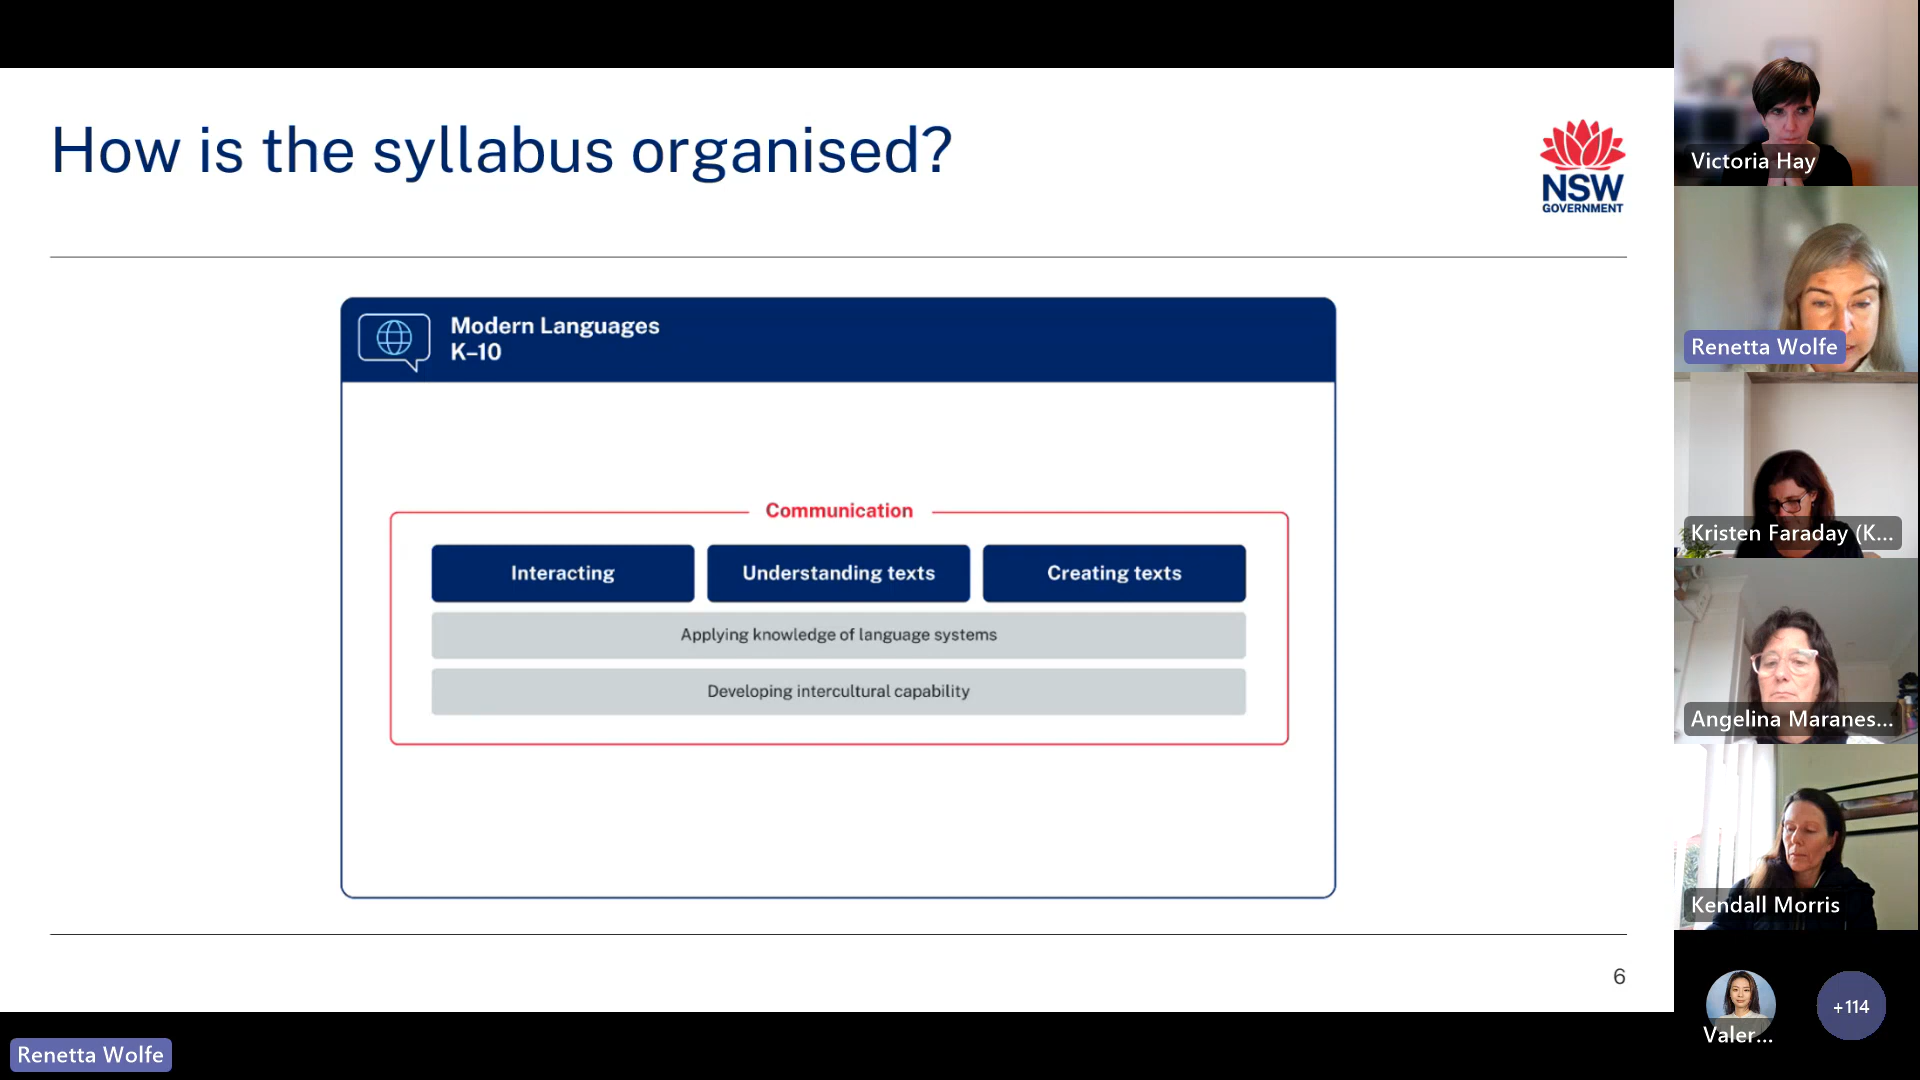 How is the syllabus organised?
NSW
GOVERNMENT
Modern Languages
K–10
Communication
Interacting
Understanding texts
Creating texts
Applying knowledge of language systems
Developing intercultural capability
6
Renetta Wolfe
Victoria Hay
Renetta Wolfe
Kristen Faraday (K...
Angelina Maranes...
Kendall Morris
Valer...
+114